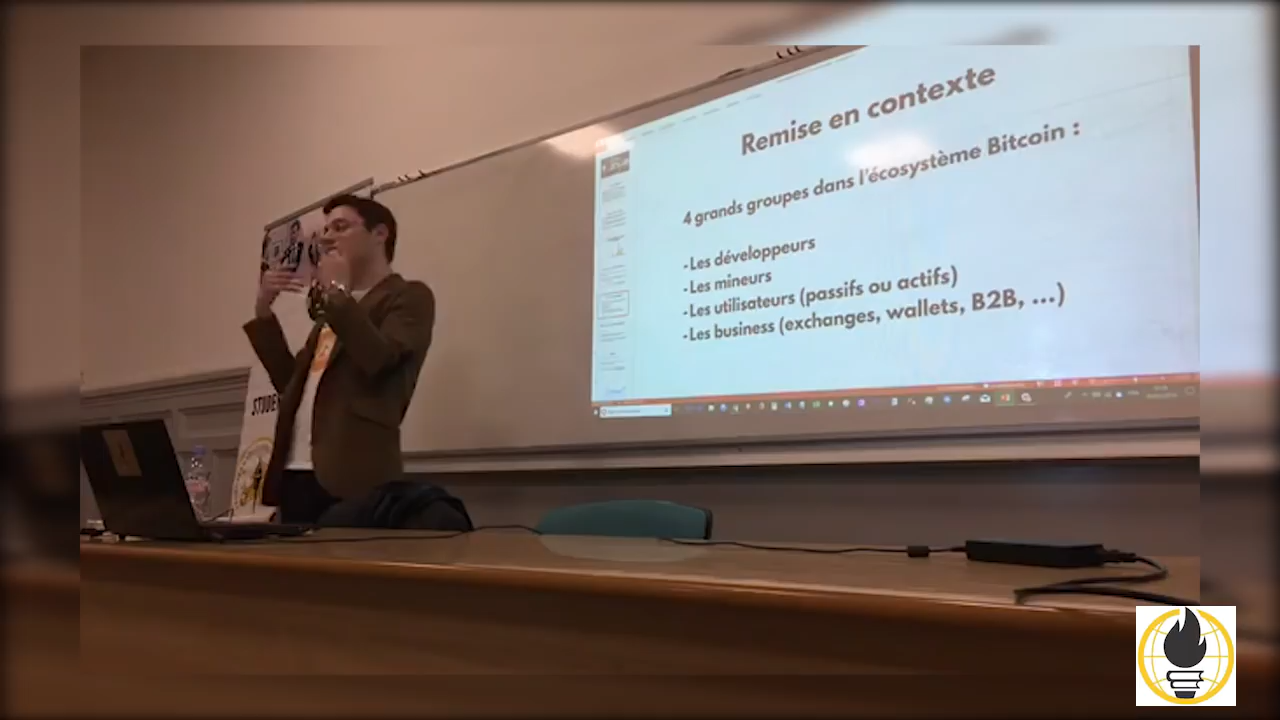 Remise en contexte
4 grands groupes dans l'écosystème Bitcoin :
-Les développeurs
-Les mineurs
-Les utilisateurs (passifs ou actifs)
-Les business (exchanges, wallets, B2B, ...)
STUDE